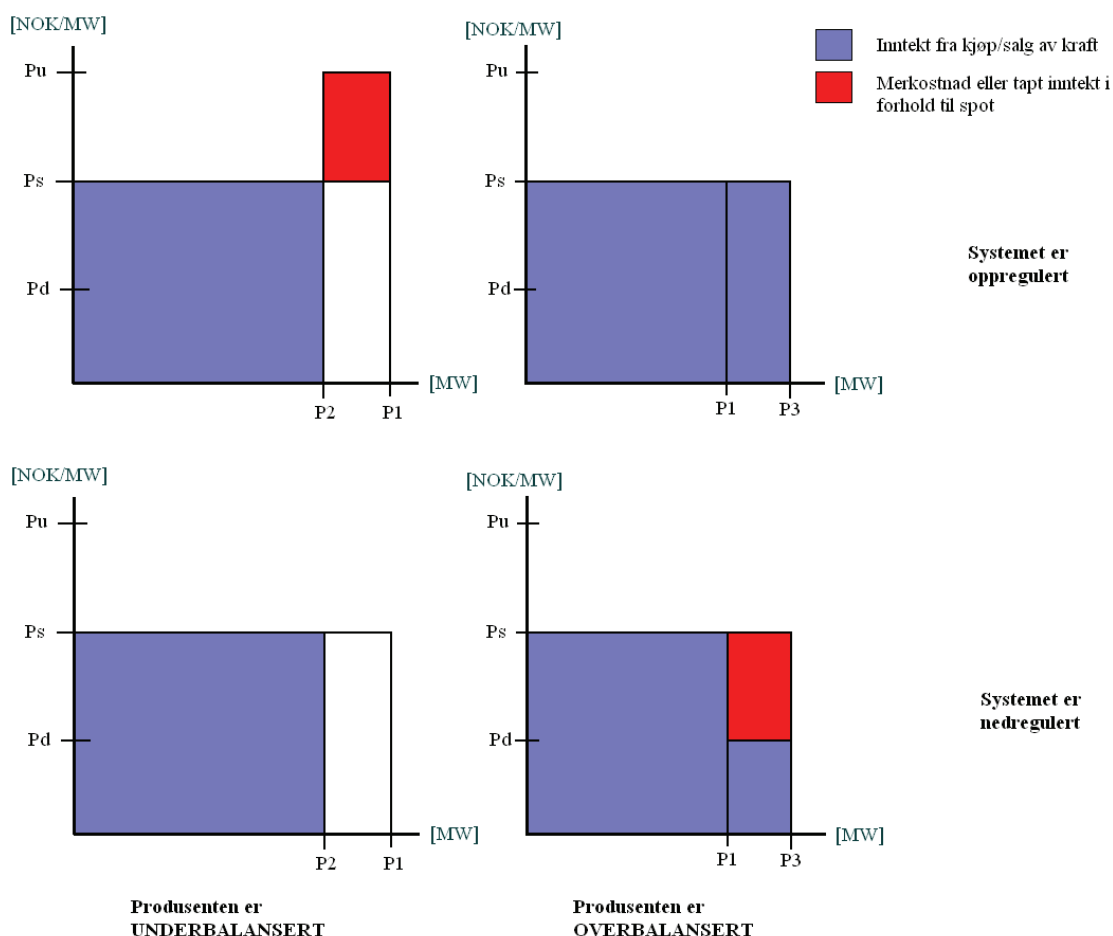 [NOK/MW]
Pu
Ps
Pd
[MW]
P2
P1
[NOK/MW]
Pu
Ps
Pd
[MW]
P1
P3
Inntekt fra kjøp/salg av kraft
Merkostnad eller tapt inntekt i
forhold til spot
Systemet er
oppregulert
[NOK/MW]
Pu
Ps
Pd
[MW]
P2
P1
[NOK/MW]
Pu
Ps
Pd
[MW]
P1
P3
Systemet er
nedregulert
Produsenten er
UNDERBALANSERT
Produsenten er
OVERBALANSERT